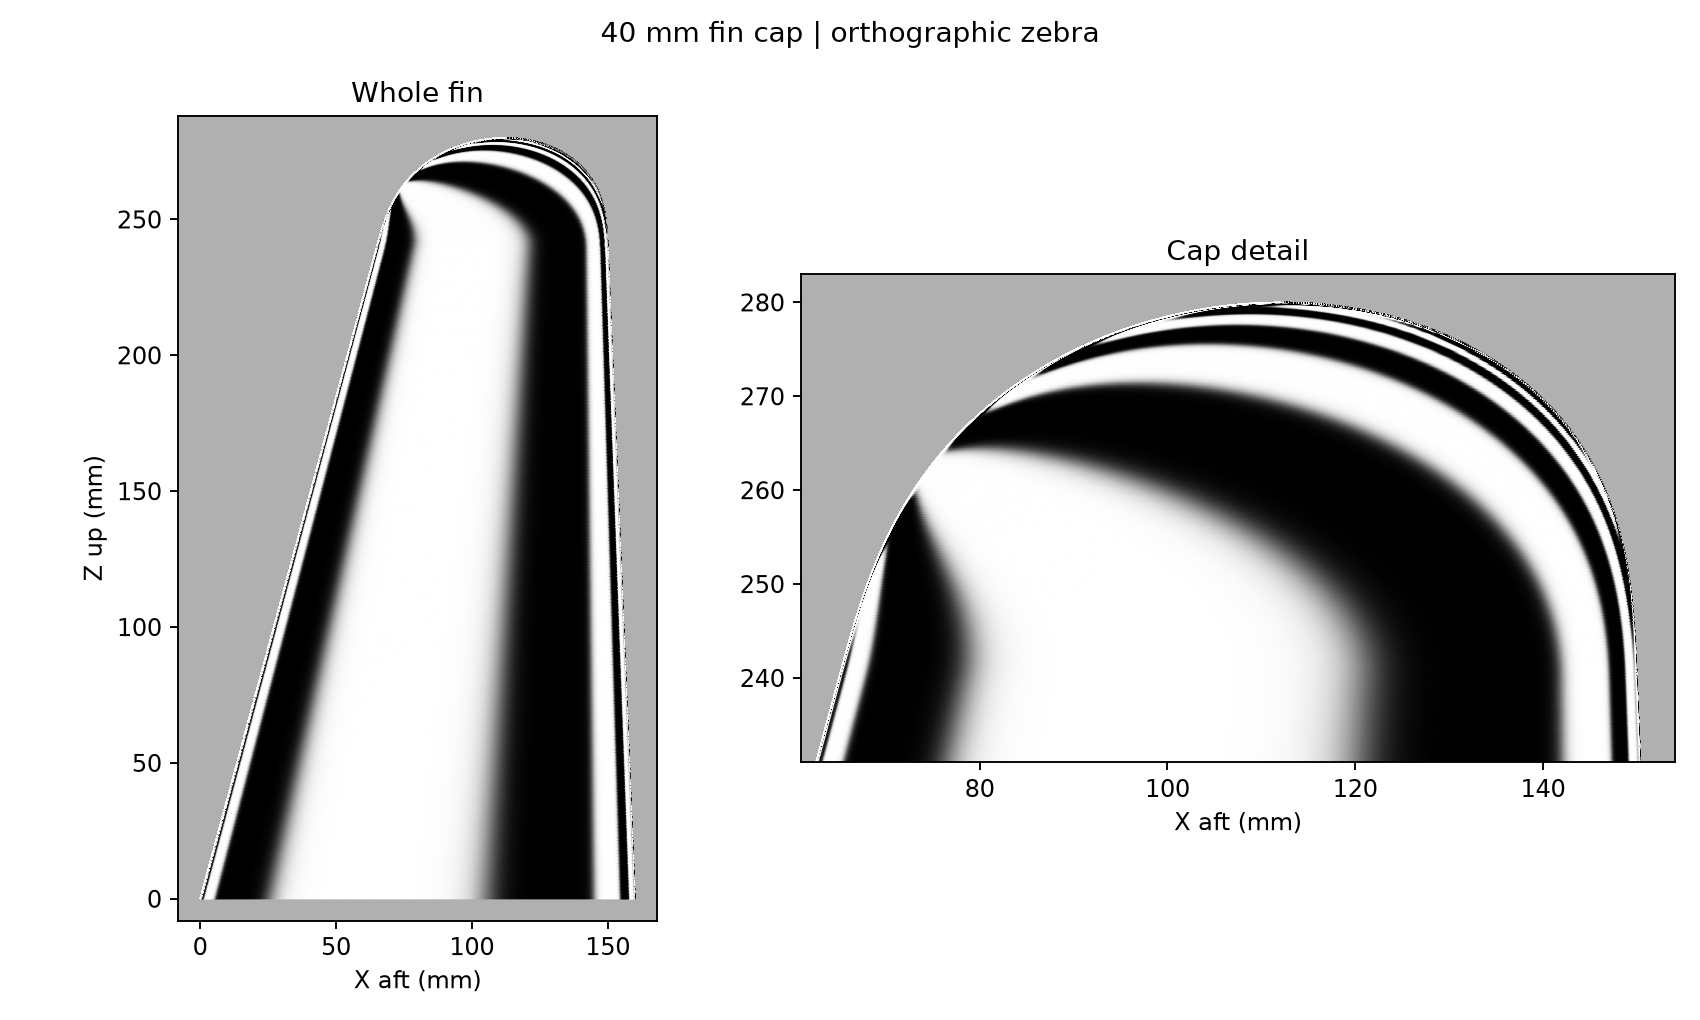 40 mm fin cap | orthographic zebra
Whole fin
250
200
150
100
50
0
Z up (mm)
0 50 100 150
X aft (mm)
Cap detail
280
270
260
250
240
80 100 120 140
X aft (mm)